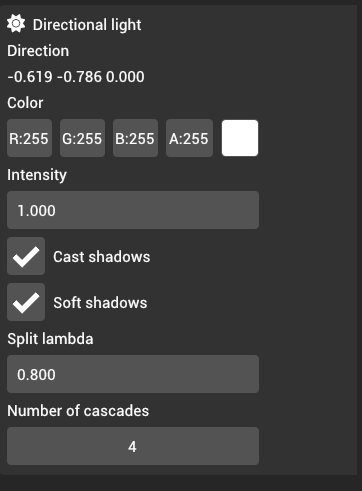 Directional light
Direction
-0.619 -0.786 0.000
Color
R:255 G:255 B:255 A:255
Intensity
1.000
Cast shadows
Soft shadows
Split lambda
0.800
Number of cascades
4